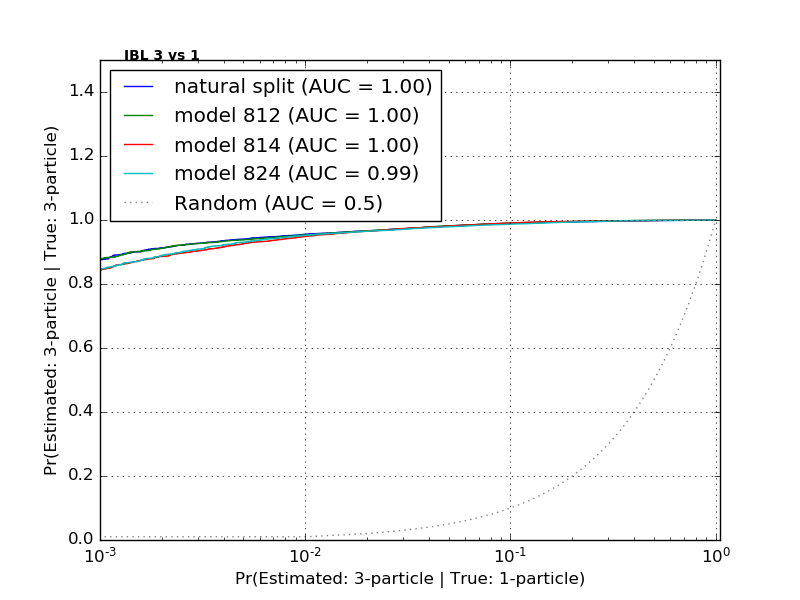 IBL 3 vs 1
natural split (AUC = 1.00)
model 812 (AUC = 1.00)
model 814 (AUC = 1.00)
model 824 (AUC = 0.99)
Random (AUC = 0.5)
Pr(Estimated: 3-particle | True: 3-particle)
1.4
1.2
1.0
0.8
0.6
0.4
0.2
0.0
10-3 10-2 10-1 100
Pr(Estimated: 3-particle | True: 1-particle)